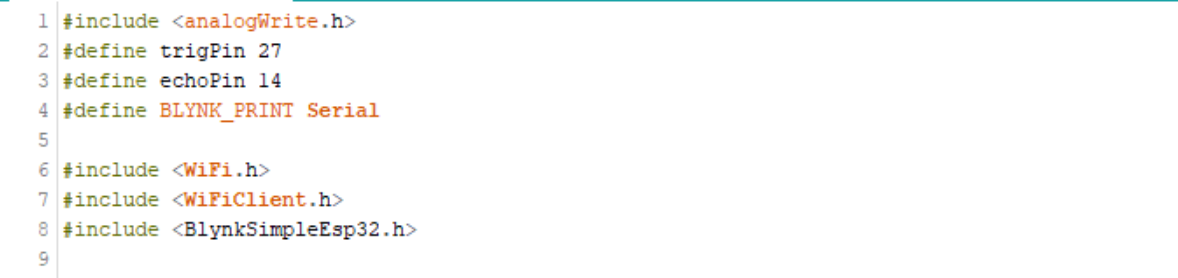 1 #include <analogWrite.h>
2 #define trigPin 27
3 #define echoPin 14
4 #define BLYNK_PRINT Serial
5
6 #include <WiFi.h>
7 #include <WiFiClient.h>
8 #include <BlynkSimpleEsp32.h>
9